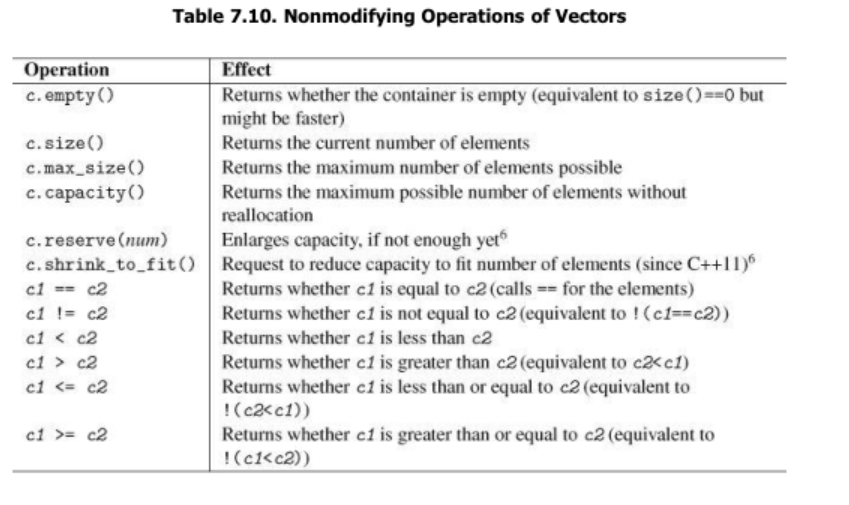 Table 7.10. Nonmodifying Operations of Vectors
Operation Effect
c.empty() Returns whether the container is empty (equivalent to size()==0 but
might be faster)
c.size() Returns the current number of elements
c.max_size() Returns the maximum number of elements possible
c.capacity() Returns the maximum possible number of elements without
reallocation
c.reserve(num) Enlarges capacity, if not enough yet⁶
c.shrink_to_fit() Request to reduce capacity to fit number of elements (since C++11)⁶
c1 == c2 Returns whether c1 is equal to c2 (calls == for the elements)
c1 != c2 Returns whether c1 is not equal to c2 (equivalent to !(c1==c2))
c1 < c2 Returns whether c1 is less than c2
c1 > c2 Returns whether c1 is greater than c2 (equivalent to c2<c1)
c1 <= c2 Returns whether c1 is less than or equal to c2 (equivalent to
!(c2<c1))
c1 >= c2 Returns whether c1 is greater than or equal to c2 (equivalent to
!(c1<c2))